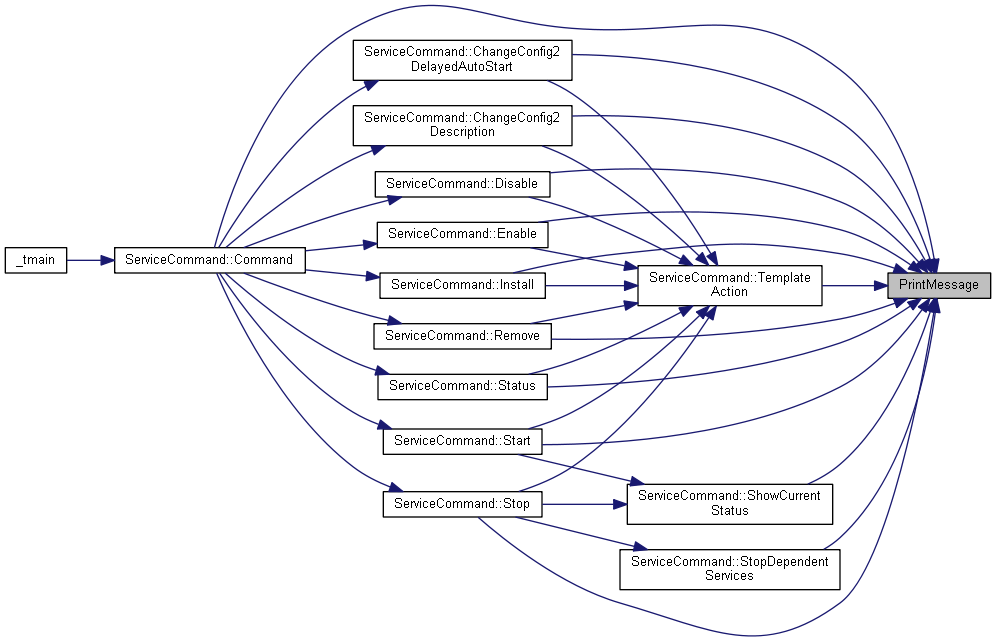 ServiceCommand::ChangeConfig2
DelayedAutoStart
ServiceCommand::ChangeConfig2
Description
ServiceCommand::Disable
ServiceCommand::Enable
_tmain
ServiceCommand::Command
ServiceCommand::Install
ServiceCommand::Template
Action
PrintMessage
ServiceCommand::Remove
ServiceCommand::Status
ServiceCommand::Start
ServiceCommand::Stop
ServiceCommand::ShowCurrent
Status
ServiceCommand::StopDependent
Services